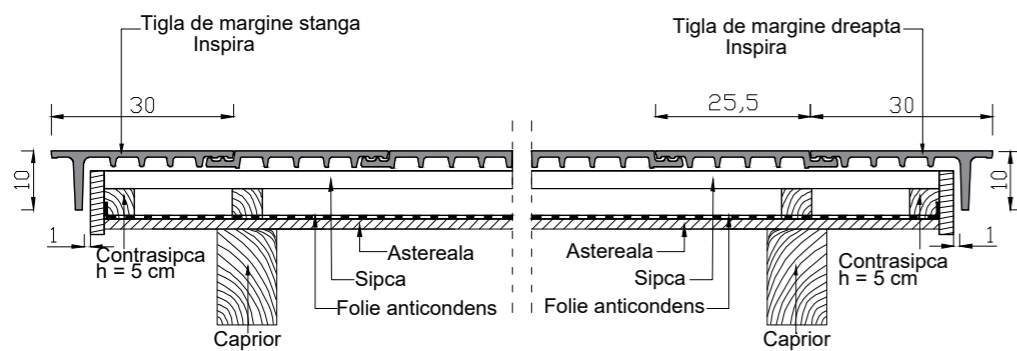 Tigla de margine stanga
Inspira
Tigla de margine dreapta
Inspira
30
25,5
30
10
10
1
1
Contrasipca
h = 5 cm
Astereala
Sipca
Folie anticondens
Caprior
Astereala
Sipca
Folie anticondens
Contrasipca
h = 5 cm
Caprior